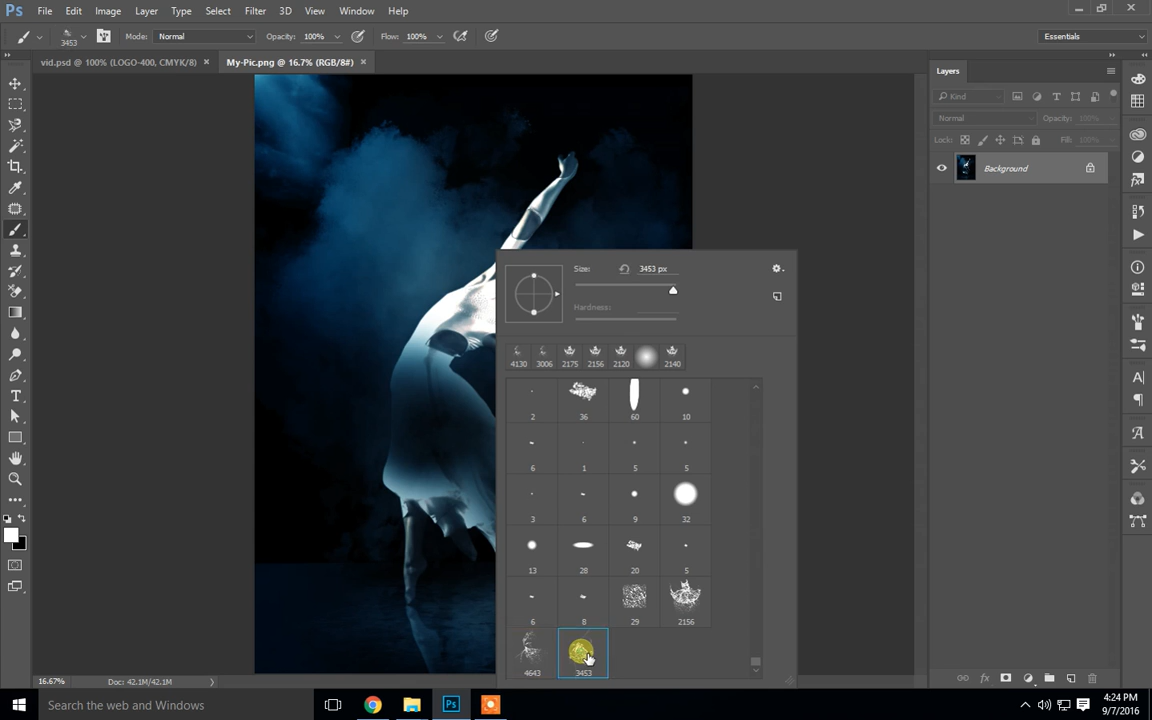 Ps File Edit Image Layer Type Select Filter 3D View Window Help
3453 Mode: Normal Opacity: 100% Flow: 100% Essentials
vid.psd @ 100% (LOGO-400, CMYK/8) × My-Pic.png @ 16.7% (RGB/8#) ×
Layers
Kind
Normal Opacity: 100%
Lock: Fill: 100%
Background
Size: 3453 px
Hardness:
4130 3006 2175 2156 2120 2140
2 36 60 10
6 1 5 5
3 6 9 32
13 28 20 5
6 8 29 2156
4643 3453
16.67% Doc: 42.1M/42.1M
Search the web and Windows
4:24 PM
9/7/2016